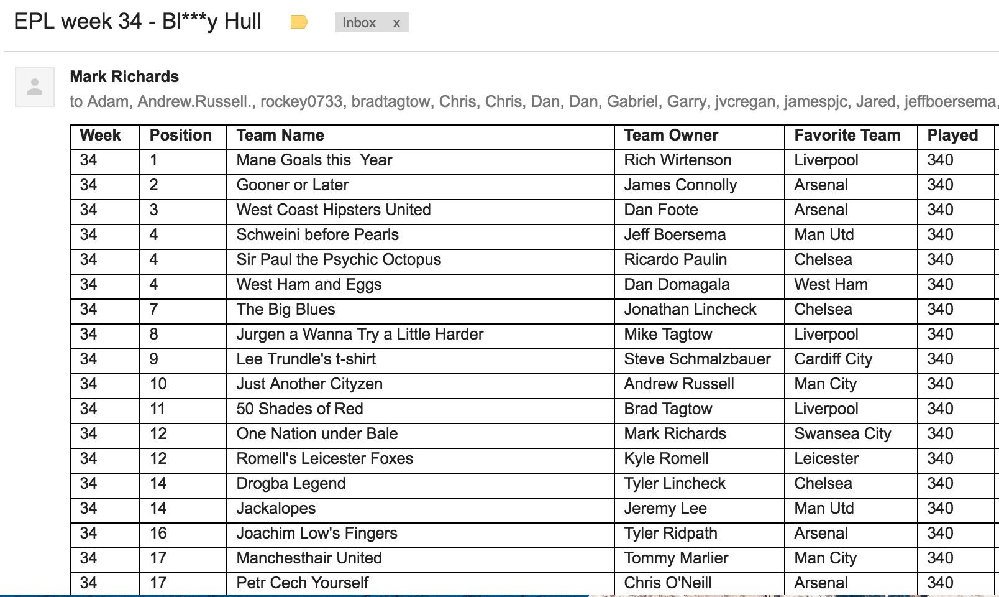 EPL week 34 - Bl***y Hull Inbox x
Mark Richards
to Adam, Andrew.Russell., rockey0733, bradtagtow, Chris, Chris, Dan, Dan, Gabriel, Garry, jvcregan, jamespjc, Jared, jeffboersema,
Week Position Team Name Team Owner Favorite Team Played
34 1 Mane Goals this  Year Rich Wirtenson Liverpool 340
34 2 Gooner or Later James Connolly Arsenal 340
34 3 West Coast Hipsters United Dan Foote Arsenal 340
34 4 Schweini before Pearls Jeff Boersema Man Utd 340
34 4 Sir Paul the Psychic Octopus Ricardo Paulin Chelsea 340
34 4 West Ham and Eggs Dan Domagala West Ham 340
34 7 The Big Blues Jonathan Lincheck Chelsea 340
34 8 Jurgen a Wanna Try a Little Harder Mike Tagtow Liverpool 340
34 9 Lee Trundle's t-shirt Steve Schmalzbauer Cardiff City 340
34 10 Just Another Cityzen Andrew Russell Man City 340
34 11 50 Shades of Red Brad Tagtow Liverpool 340
34 12 One Nation under Bale Mark Richards Swansea City 340
34 12 Romell's Leicester Foxes Kyle Romell Leicester 340
34 14 Drogba Legend Tyler Lincheck Chelsea 340
34 14 Jackalopes Jeremy Lee Man Utd 340
34 16 Joachim Low's Fingers Tyler Ridpath Arsenal 340
34 17 Manchesthair United Tommy Marlier Man City 340
34 17 Petr Cech Yourself Chris O'Neill Arsenal 340